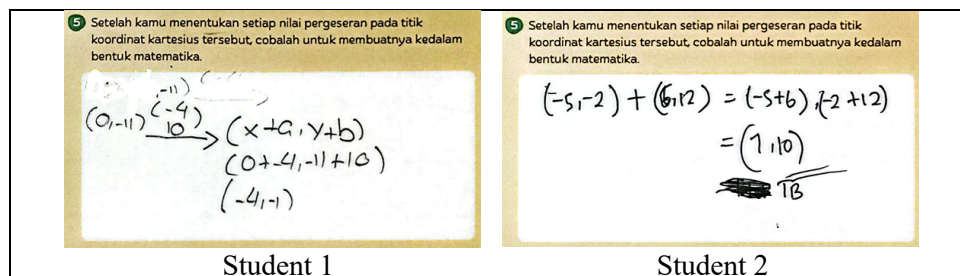 5 Setelah kamu menentukan setiap nilai pergeseran pada titik
koordinat kartesius tersebut, cobalah untuk membuatnya kedalam
bentuk matematika.
,-11)
(0,-11) (-4 10) → (x+a, y+b)
(0+-4, -11+10)
(-4,-1)
Student 1
5 Setelah kamu menentukan setiap nilai pergeseran pada titik
koordinat kartesius tersebut, cobalah untuk membuatnya kedalam
bentuk matematika.
(-5,-2) + (6,12) = (-5+6), (-2+12)
= (1,10)
TB
Student 2